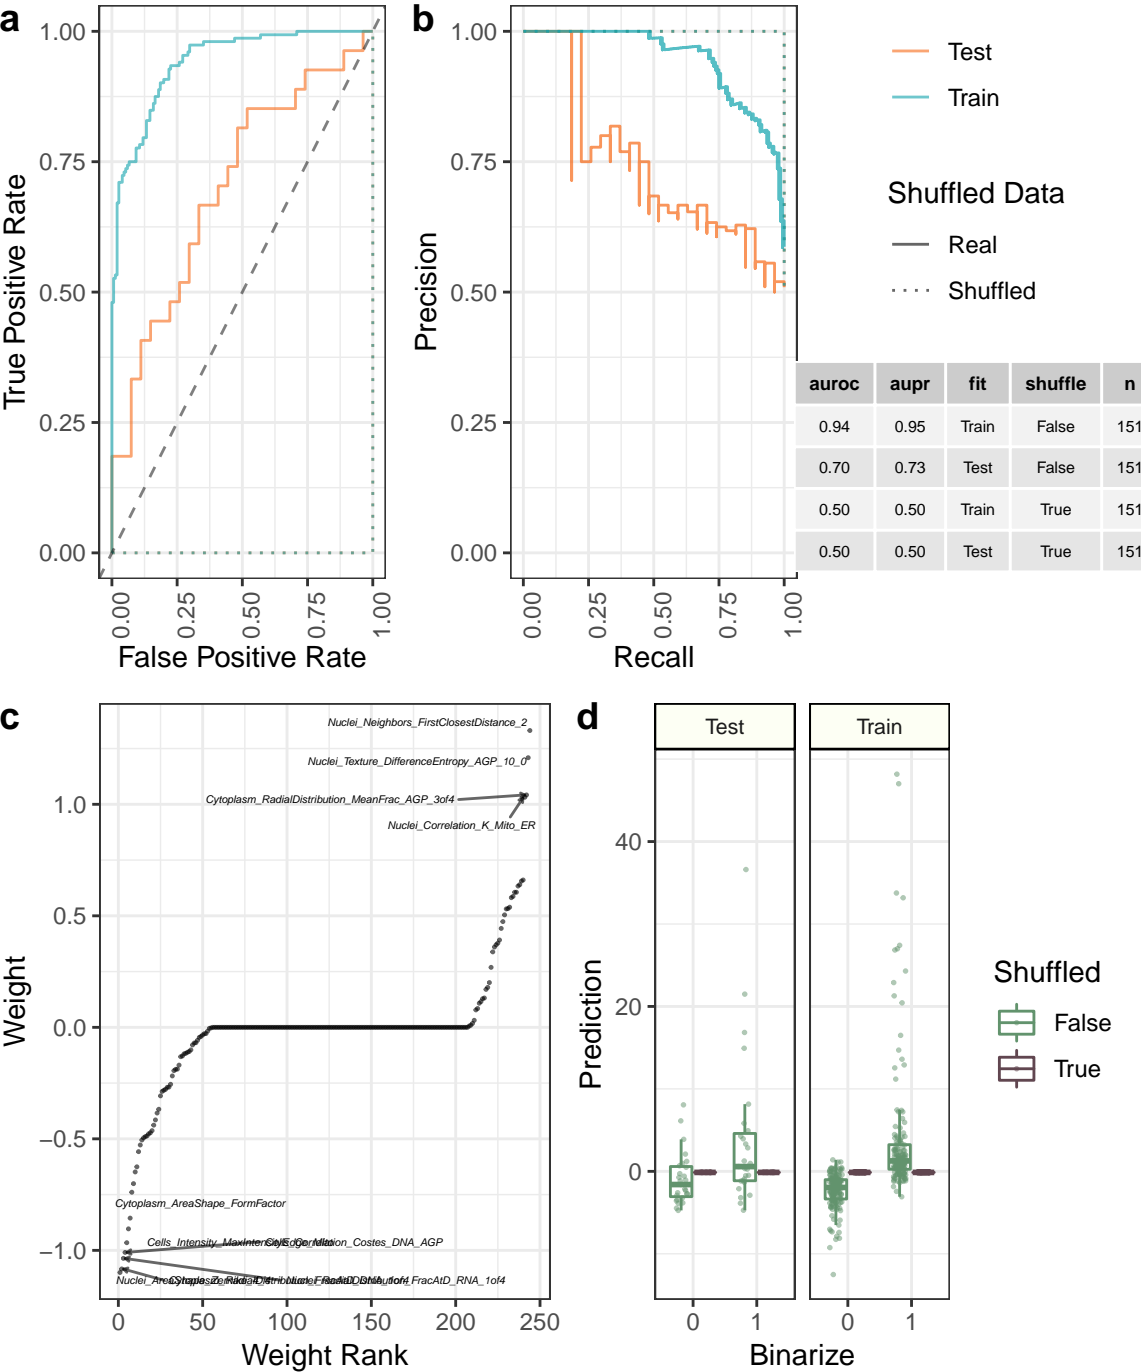 a
1.00
0.75
0.50
0.25
0.00
True Positive Rate
0.00
0.25
0.50
0.75
1.00
False Positive Rate
b
1.00
0.75
0.50
0.25
0.00
Precision
0.00
0.25
0.50
0.75
1.00
Recall
Test
Train
Shuffled Data
Real
Shuffled
auroc aupr fit shuffle n
0.94 0.95 Train False 151
0.70 0.73 Test False 151
0.50 0.50 Train True 151
0.50 0.50 Test True 151
c
Nuclei_Neighbors_FirstClosestDistance_2
Nuclei_Texture_DifferenceEntropy_AGP_10_0
Cytoplasm_RadialDistribution_MeanFrac_AGP_3of4
Nuclei_Correlation_K_Mito_ER
Cytoplasm_AreaShape_FormFactor
1.0
0.5
0.0
−0.5
−1.0
Weight
0 50 100 150 200 250
Weight Rank
d
Test
Train
40
20
0
Prediction
0 1 0 1
Binarize
Shuffled
False
True